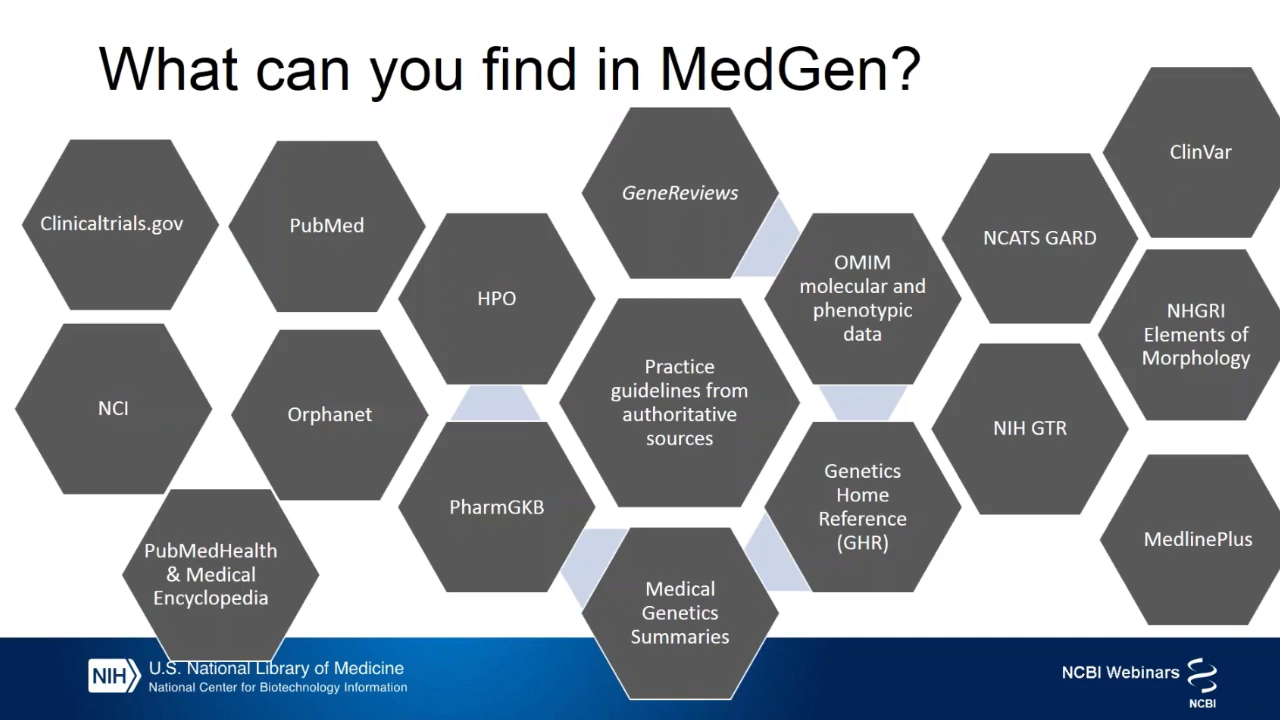 What can you find in MedGen?
Clinicaltrials.gov
PubMed
HPO
GeneReviews
OMIM
molecular and
phenotypic
data
NCATS GARD
ClinVar
NCI
Orphanet
PharmGKB
Practice
guidelines from
authoritative
sources
Genetics
Home
Reference
(GHR)
NIH GTR
NHGRI
Elements of
Morphology
PubMedHealth
& Medical
Encyclopedia
Medical
Genetics
Summaries
MedlinePlus
NIH
U.S. National Library of Medicine
National Center for Biotechnology Information
NCBI Webinars
NCBI